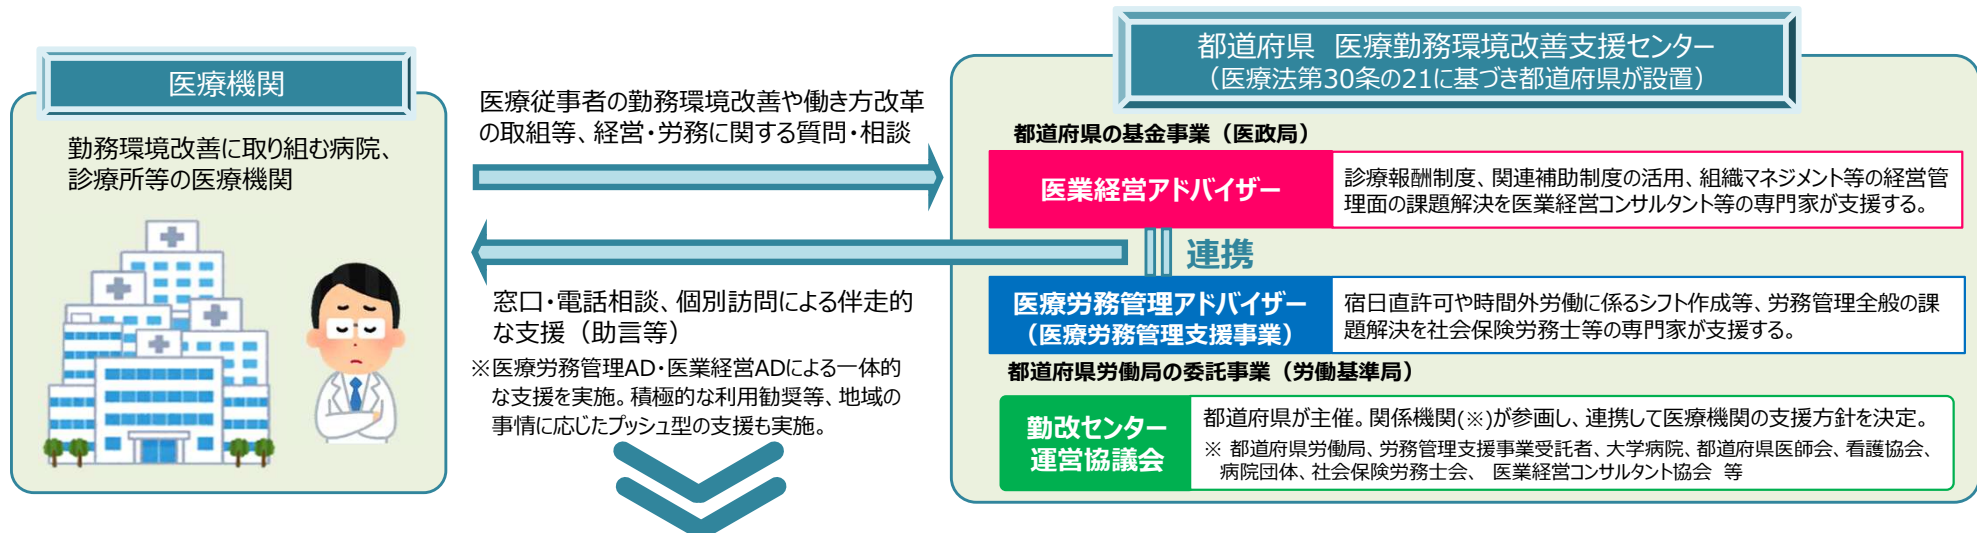 医療機関
勤務環境改善に取り組む病院、
診療所等の医療機関
医療従事者の勤務環境改善や働き方改革
の取組等、経営・労務に関する質問・相談
窓口・電話相談、個別訪問による伴走的
な支援（助言等）
※医療労務管理AD・医業経営ADによる一体的
な支援を実施。積極的な利用勧奨等、地域の
事情に応じたプッシュ型の支援も実施。
都道府県　医療勤務環境改善支援センター
（医療法第30条の21に基づき都道府県が設置）
都道府県の基金事業（医政局）
医業経営アドバイザー
診療報酬制度、関連補助制度の活用、組織マネジメント等の経営管
理面の課題解決を医業経営コンサルタント等の専門家が支援する。
連携
医療労務管理アドバイザー
（医療労務管理支援事業）
宿日直許可や時間外労働に係るシフト作成等、労務管理全般の課
題解決を社会保険労務士等の専門家が支援する。
都道府県労働局の委託事業（労働基準局）
勤改センター
運営協議会
都道府県が主催。関係機関(※)が参画し、連携して医療機関の支援方針を決定。
※ 都道府県労働局、労務管理支援事業受託者、大学病院、都道府県医師会、看護協会、
病院団体、社会保険労務士会、 医業経営コンサルタント協会 等